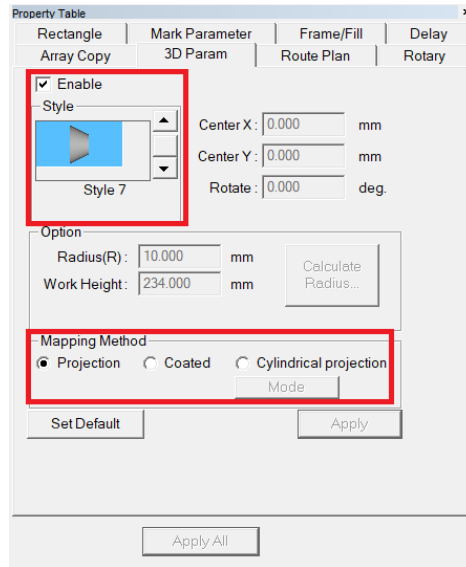 Property Table
Rectangle Mark Parameter Frame/Fill Delay
Array Copy 3D Param Route Plan Rotary
Enable
Style
Style 7
Center X: 0.000 mm
Center Y: 0.000 mm
Rotate: 0.000 deg.
Option
Radius(R): 10.000 mm
Work Height: 234.000 mm
Calculate
Radius...
Mapping Method
Projection Coated Cylindrical projection
Mode
Set Default Apply
Apply All